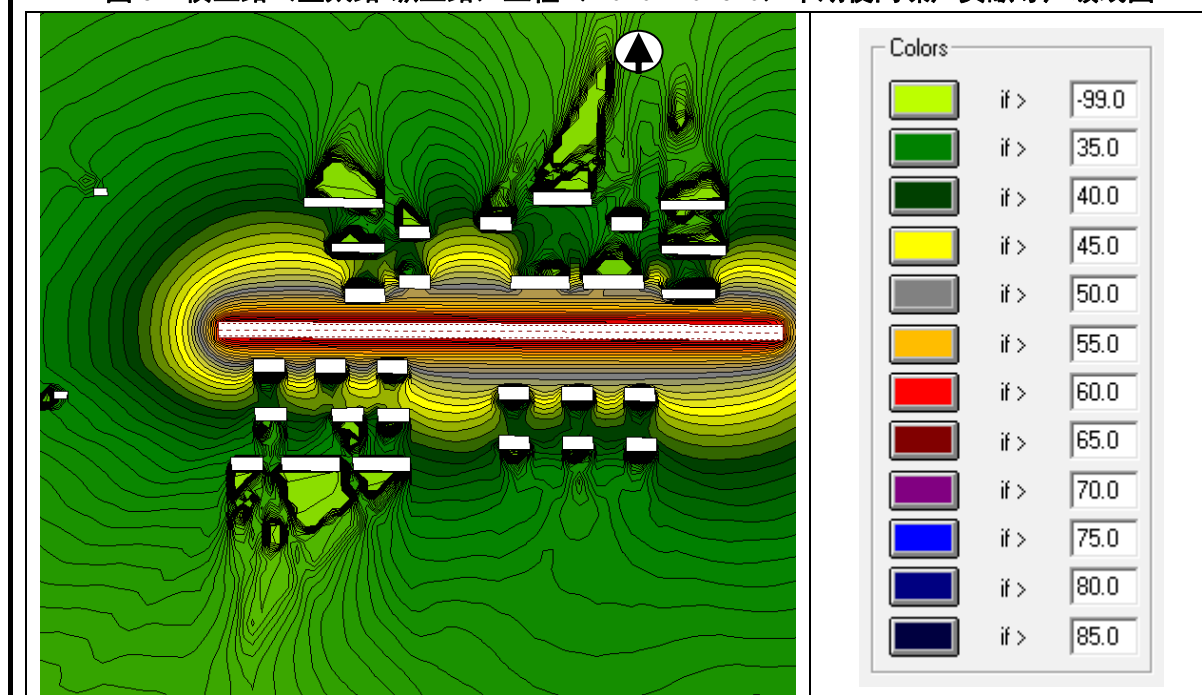 Colors
if > -99.0
if > 35.0
if > 40.0
if > 45.0
if > 50.0
if > 55.0
if > 60.0
if > 65.0
if > 70.0
if > 75.0
if > 80.0
if > 85.0